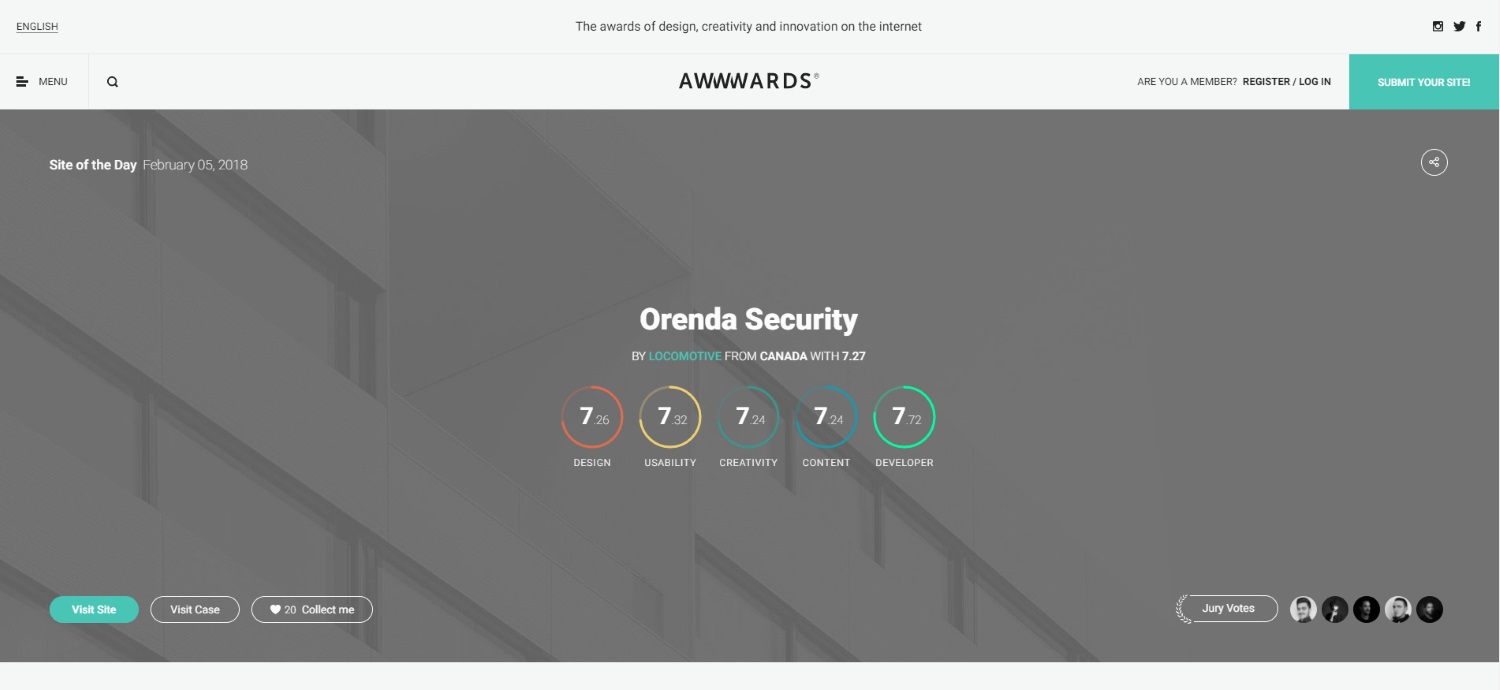 ENGLISH
The awards of design, creativity and innovation on the internet
MENU
AWWWARDS®
ARE YOU A MEMBER? REGISTER / LOG IN
SUBMIT YOUR SITE!
Site of the Day February 05, 2018
Orenda Security
BY LOCOMOTIVE FROM CANADA WITH 7.27
7.26 7.32 7.24 7.24 7.72
DESIGN USABILITY CREATIVITY CONTENT DEVELOPER
Visit Site
Visit Case
20 Collect me
Jury Votes